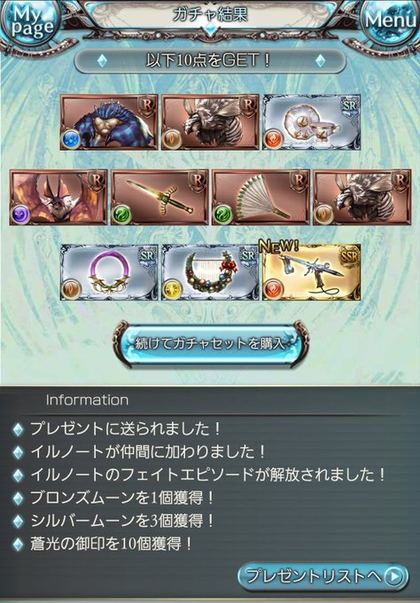 My page
ガチャ結果
Menu
以下10点をGET！
R
R
SR
R
R
R
R
SR
SR
NEW!
SSR
続けてガチャセットを購入
Information
プレゼントに送られました！
イルノートが仲間に加わりました！
イルノートのフェイトエピソードが解放されました！
ブロンズムーンを1個獲得！
シルバームーンを3個獲得！
蒼光の御印を10個獲得！
プレゼントリストへ